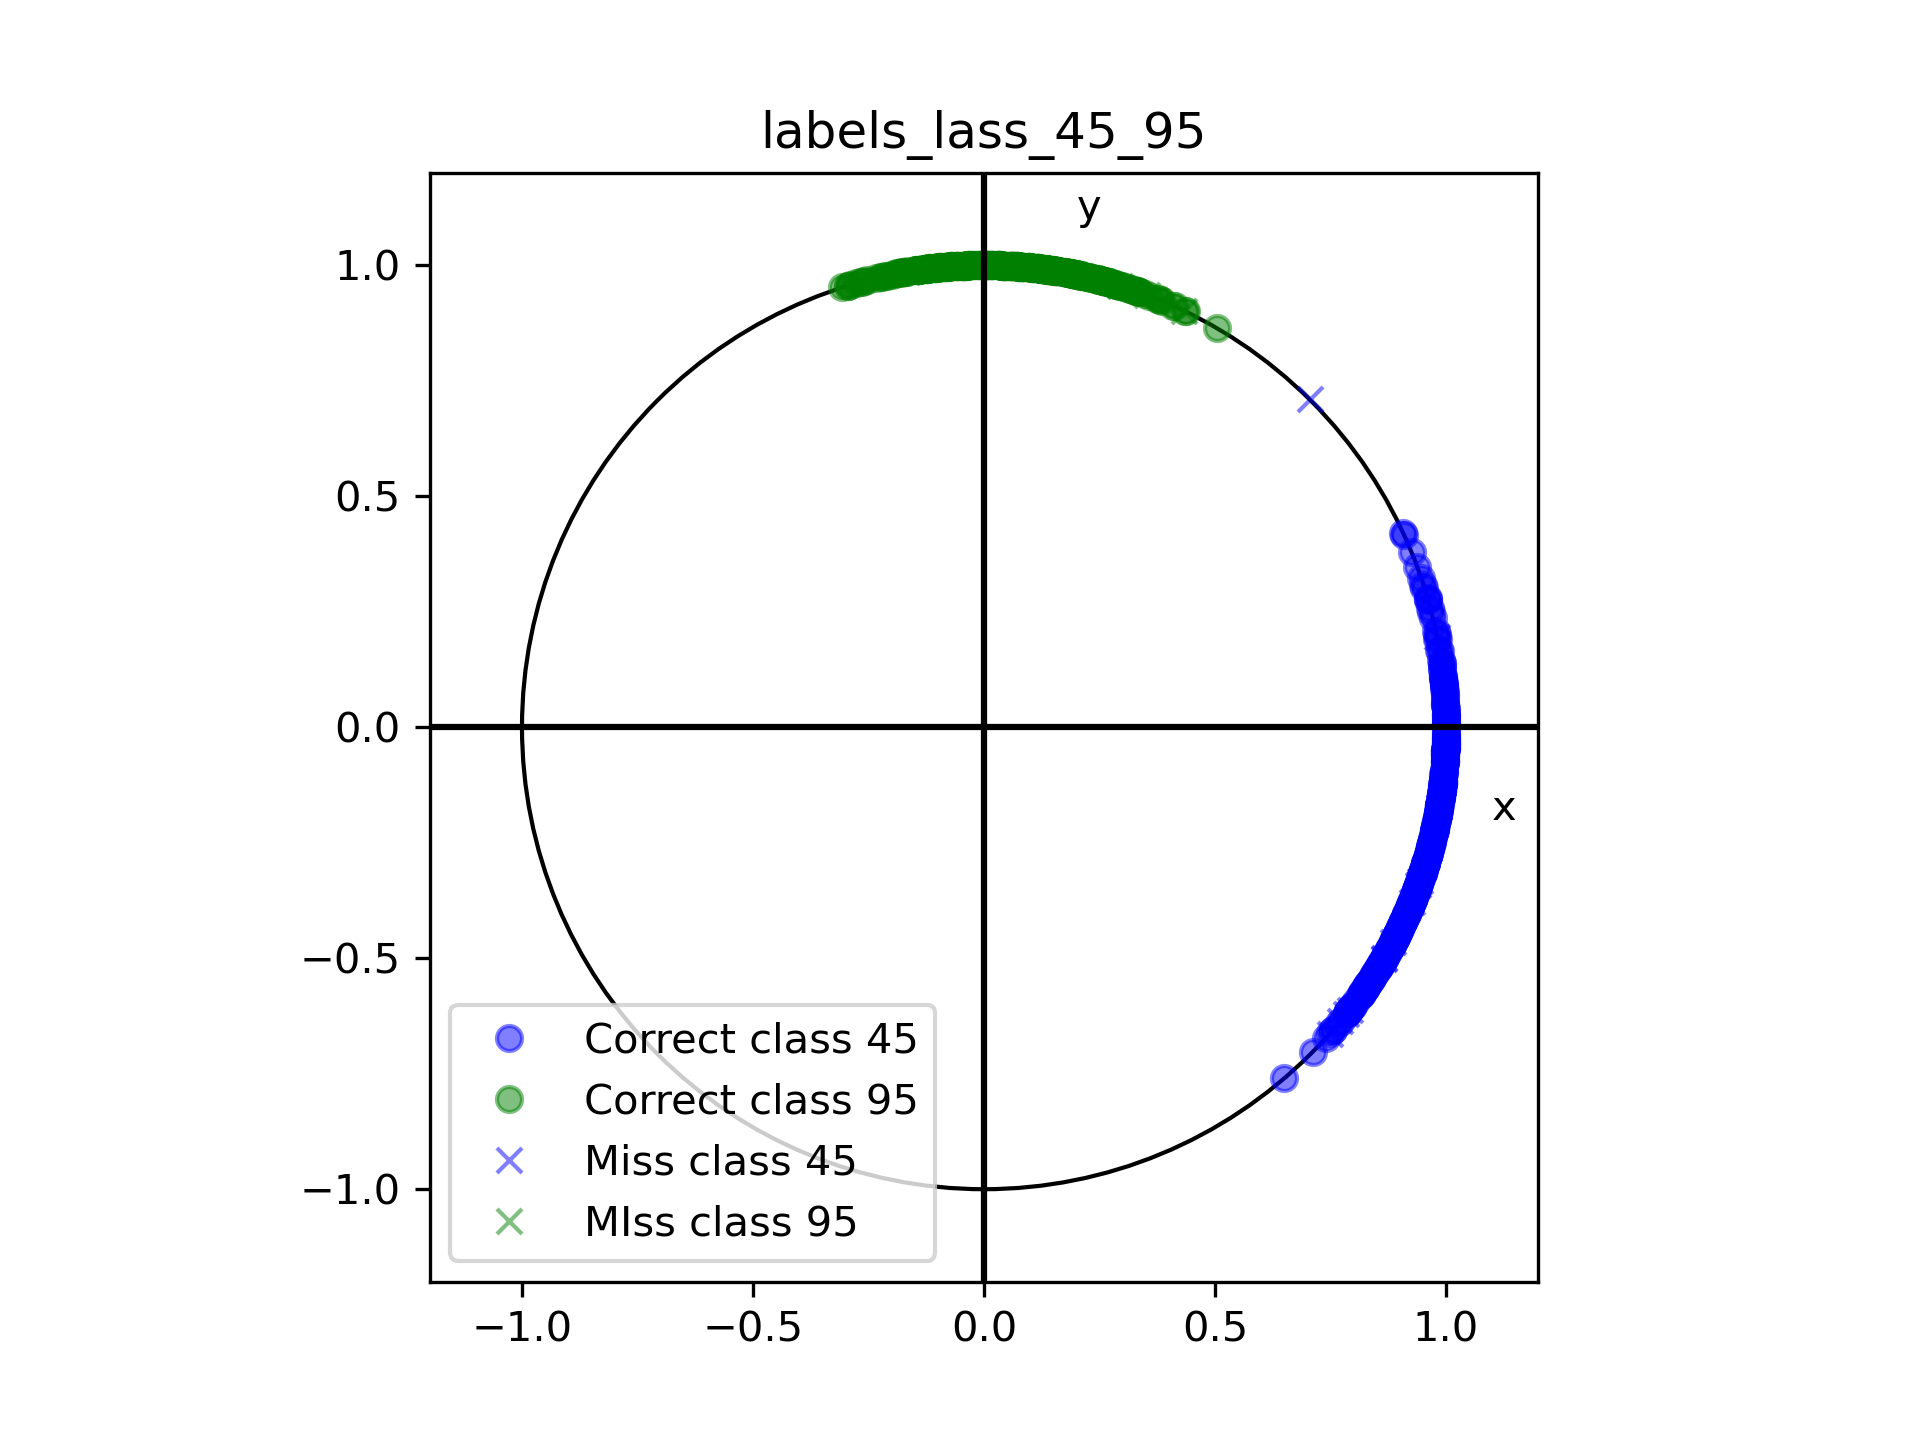 labels_lass_45_95
y
1.0
0.5
0.0
x
−0.5
−1.0
Correct class 45
Correct class 95
Miss class 45
MIss class 95
−1.0 −0.5 0.0 0.5 1.0